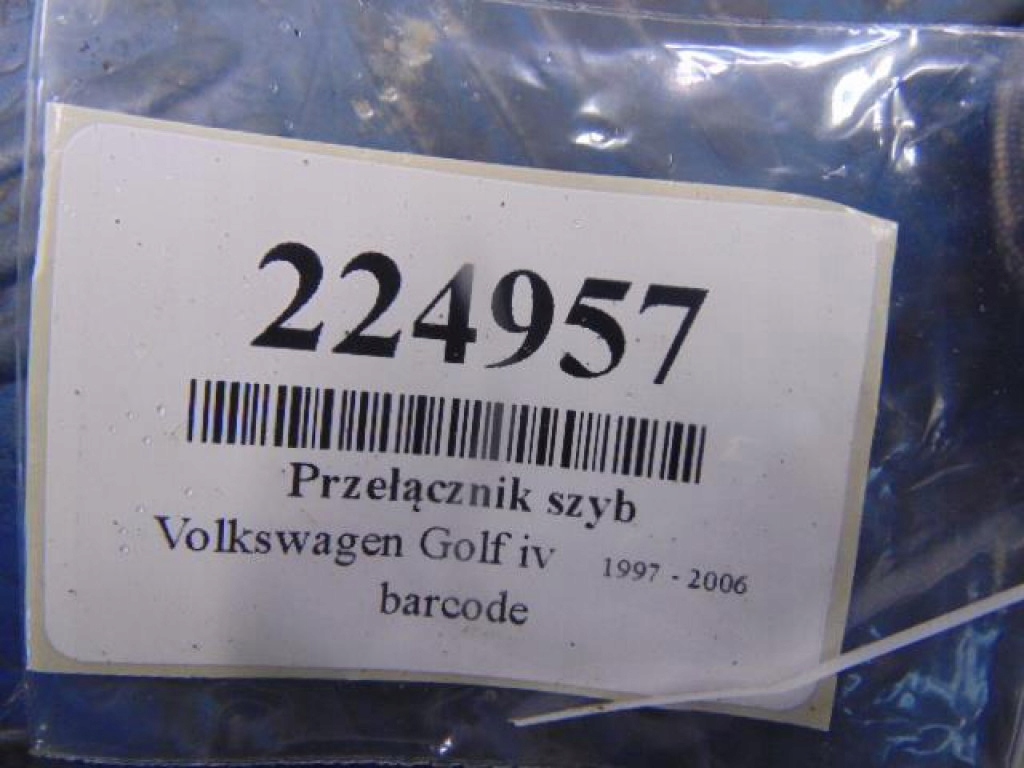 224957
Przełącznik szyb
Volkswagen Golf iv 1997 - 2006
barcode